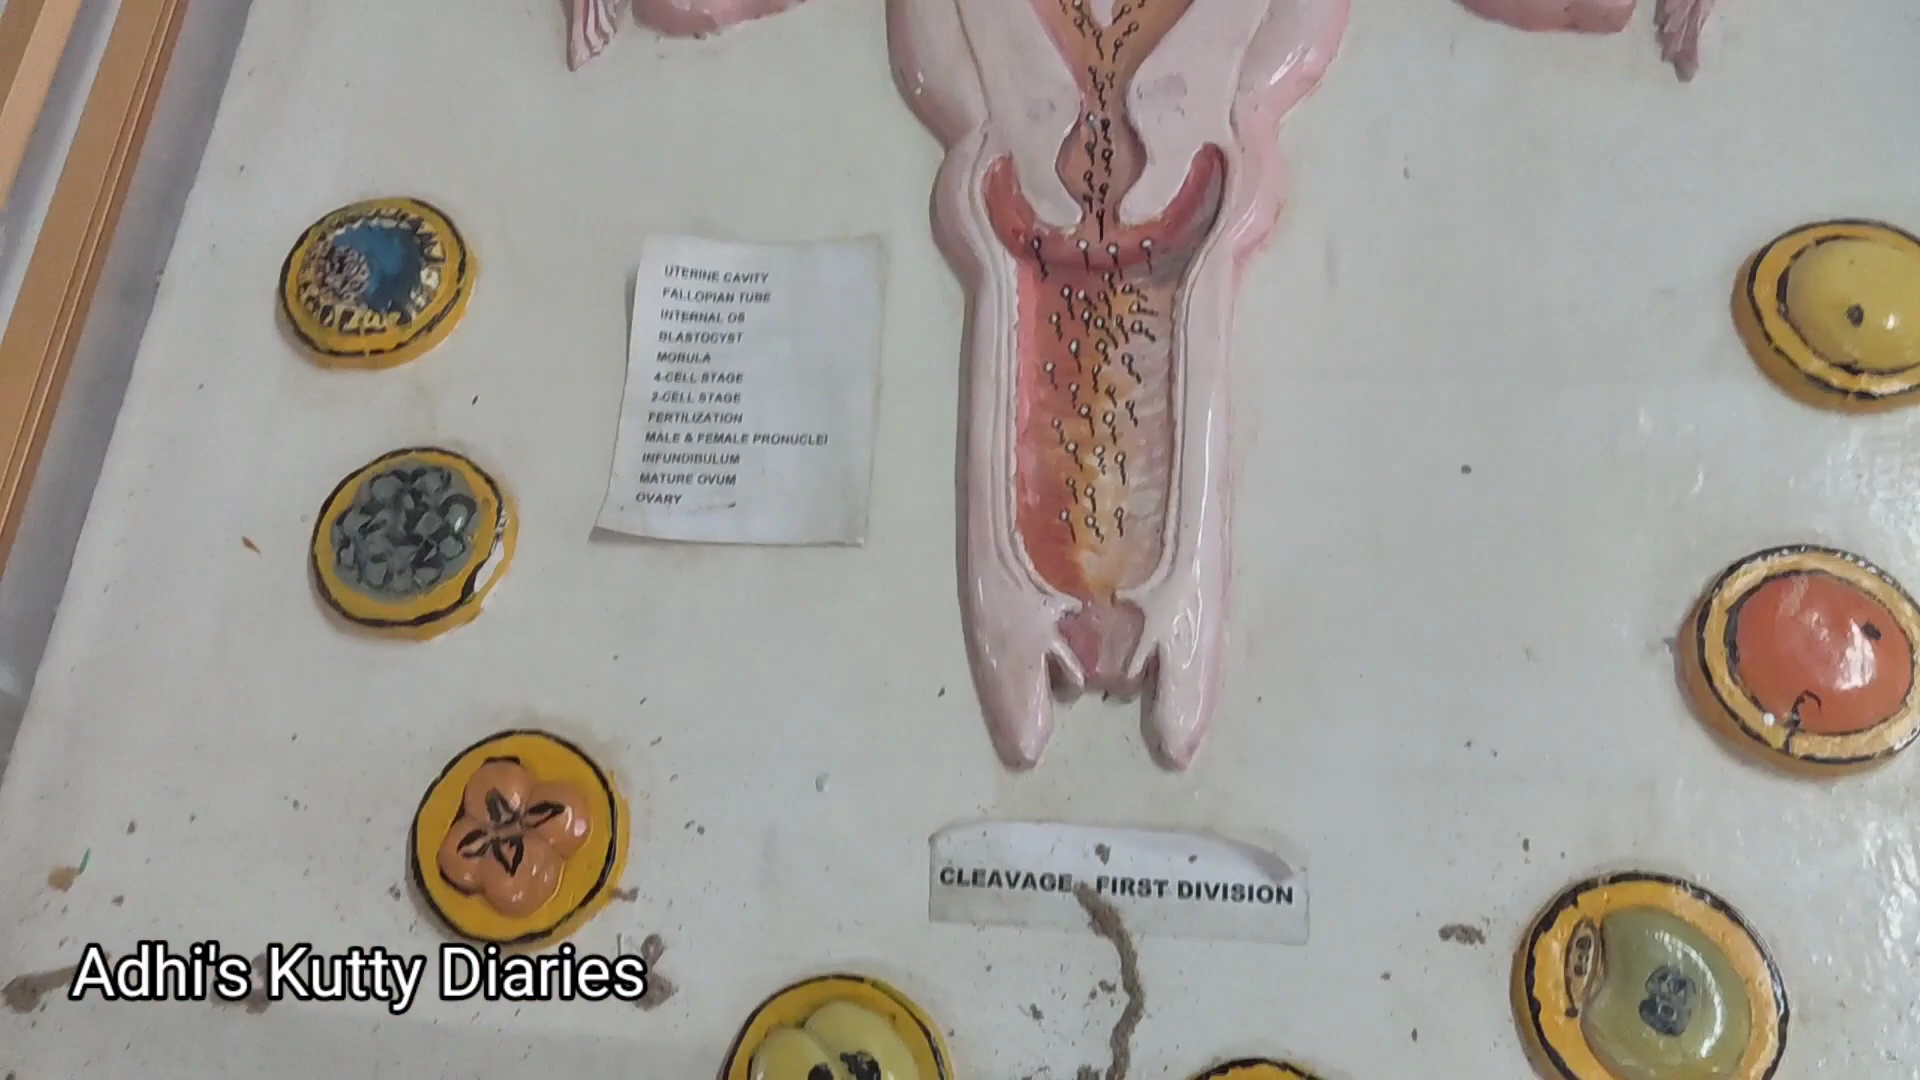 UTERINE CAVITY
FALLOPIAN TUBE
INTERNAL OS
BLASTOCYST
MORULA
4-CELL STAGE
2-CELL STAGE
FERTILIZATION
MALE & FEMALE PRONUCLEI
INFUNDIBULUM
MATURE OVUM
OVARY
CLEAVAGE - FIRST DIVISION
Adhi's Kutty Diaries